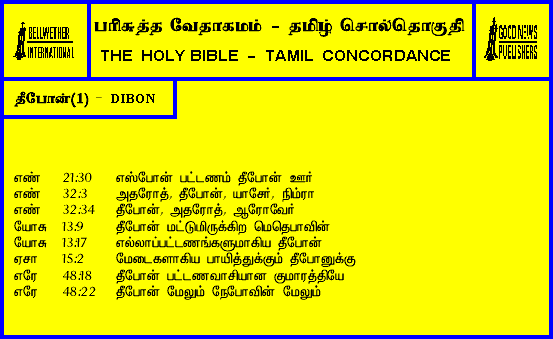 BELLWETHER
INTERNATIONAL
பரிசுத்த வேதாகமம் - தமிழ் சொல்தொகுதி
THE HOLY BIBLE - TAMIL CONCORDANCE
GOOD NEWS
PUBLISHERS
தீபோன்(1) - DIBON
எண் 21:30 எஸ்போன் பட்டணம் தீபோன் ஊர்
எண் 32:3 அதரோத், தீபோன், யாசேர், நிம்ரா
எண் 32:34 தீபோன், அதரோத், ஆரோவேர்
யோசு 13:9 தீபோன் மட்டுமிருக்கிற மெதெபாவின்
யோசு 13:17 எல்லாப்பட்டணங்களுமாகிய தீபோன்
ஏசா 15:2 மேடைகளாகிய பாயித்துக்கும் தீபோனுக்கு
எரே 48:18 தீபோன் பட்டணவாசியான குமாரத்தியே
எரே 48:22 தீபோன் மேலும் நேபோவின் மேலும்